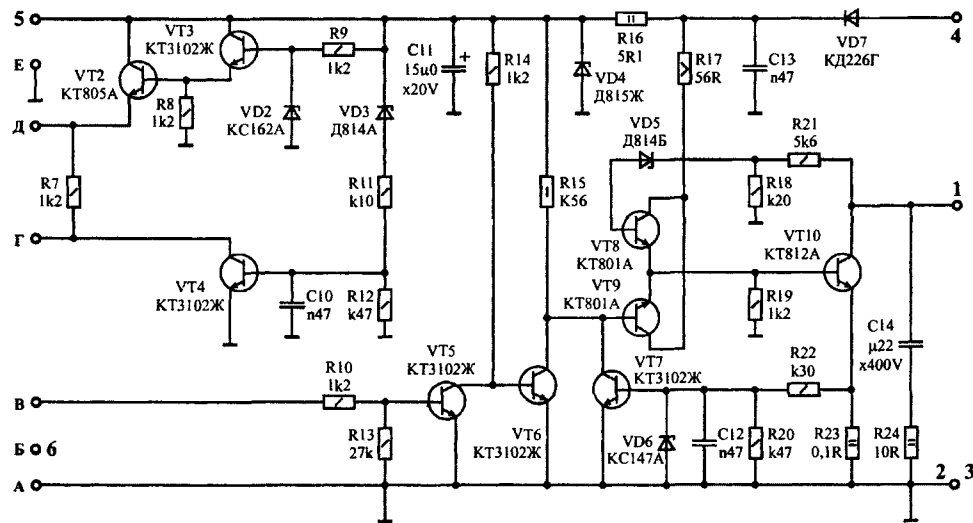 5
VT3
КТ3102Ж
R9
1k2
C11
15µ0
x20V
+
R14
1k2
R16
5R1
R17
56R
C13
n47
VD7
КД226Г
4
E
VT2
КТ805А
R8
1k2
VD2
КС162А
VD3
Д814А
VD4
Д815Ж
VD5
Д814Б
R21
5k6
Д
R7
1k2
R11
k10
R15
K56
R18
k20
1
VT8
КТ801А
VT10
КТ812А
Г
VT4
КТ3102Ж
C10
n47
R12
k47
VT9
КТ801А
R19
1k2
C14
µ22
x400V
R10
1k2
VT5
КТ3102Ж
VT7
КТ3102Ж
R22
k30
В
Б
6
R13
27k
VT6
КТ3102Ж
VD6
КС147А
C12
n47
R20
k47
R23
0,1R
R24
10R
А
2
3